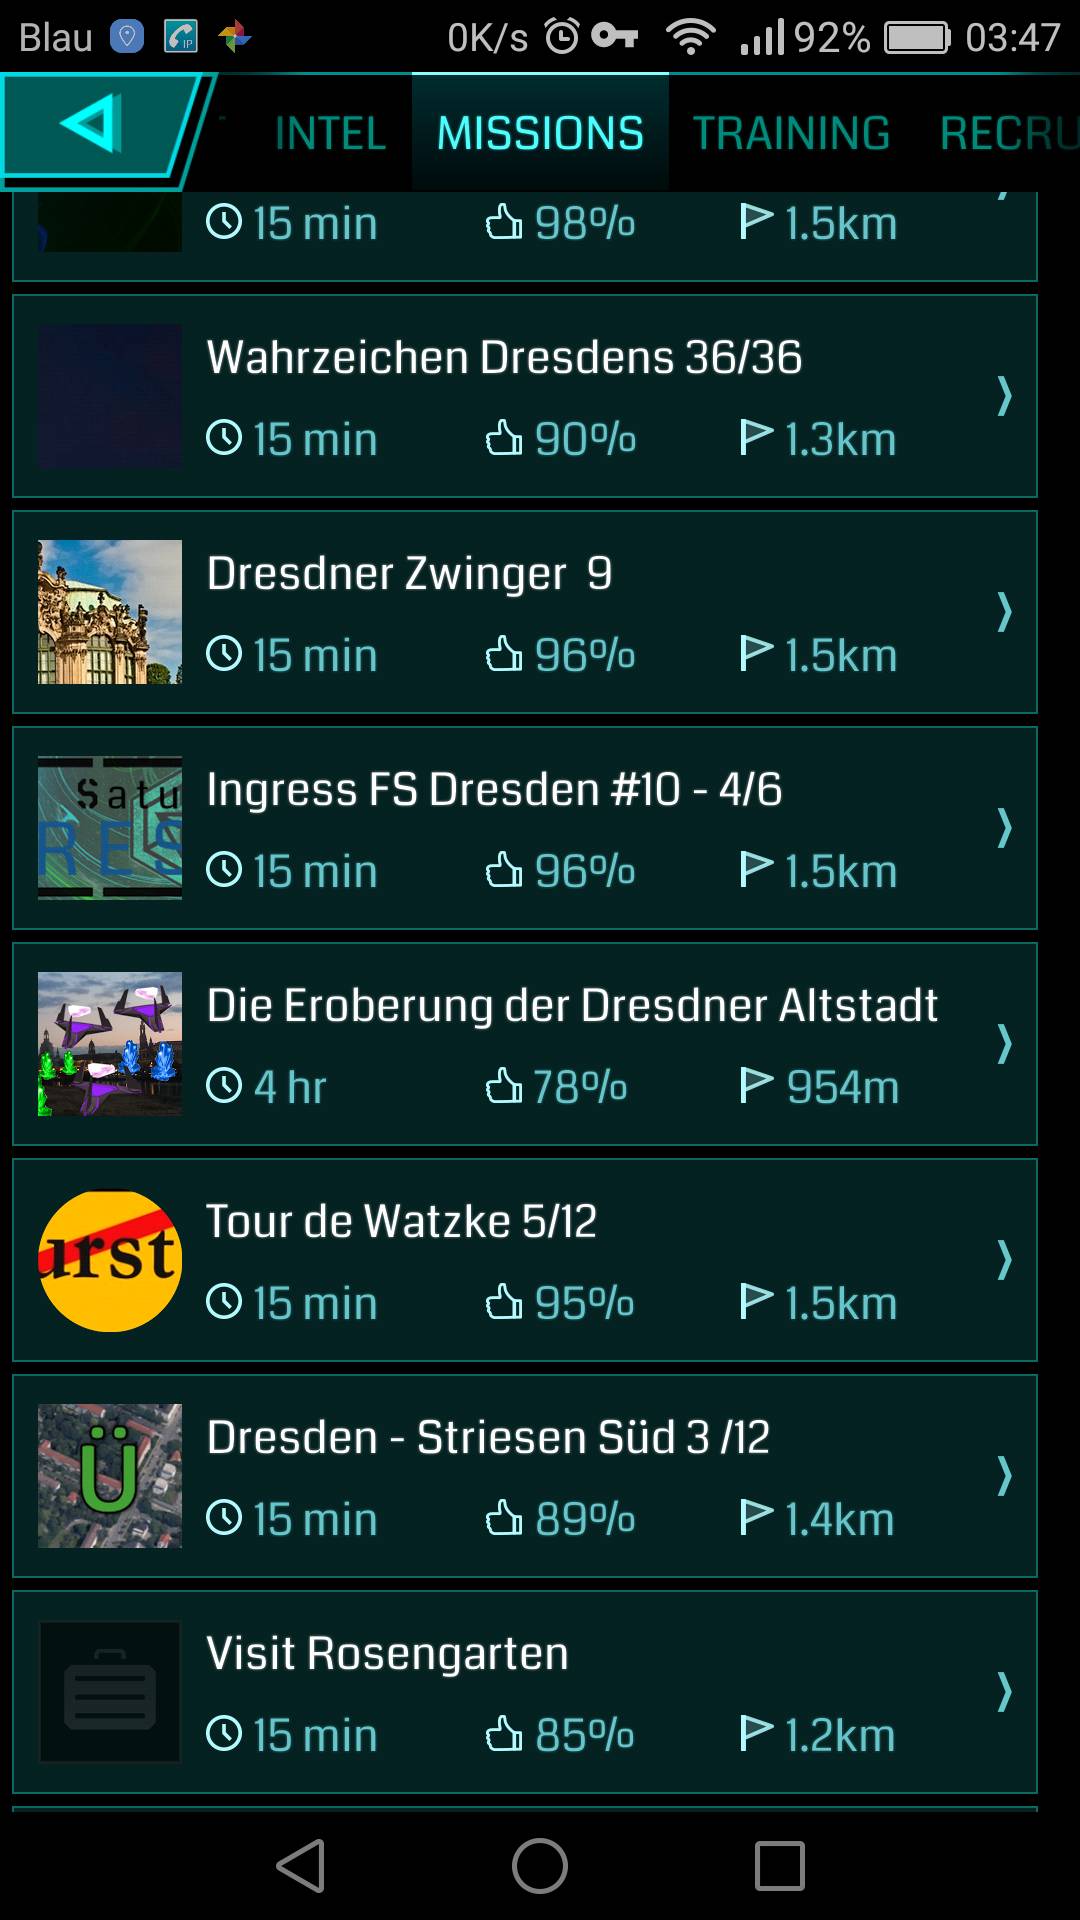 Blau 0K/s 92% 03:47
INTEL MISSIONS TRAINING RECRU
15 min 98% 1.5km
Wahrzeichen Dresdens 36/36
15 min 90% 1.3km
Dresdner Zwinger 9
15 min 96% 1.5km
Satu
RES
Ingress FS Dresden #10 - 4/6
15 min 96% 1.5km
Die Eroberung der Dresdner Altstadt
4 hr 78% 954m
urst
Tour de Watzke 5/12
15 min 95% 1.5km
Ü
Dresden - Striesen Süd 3 /12
15 min 89% 1.4km
Visit Rosengarten
15 min 85% 1.2km